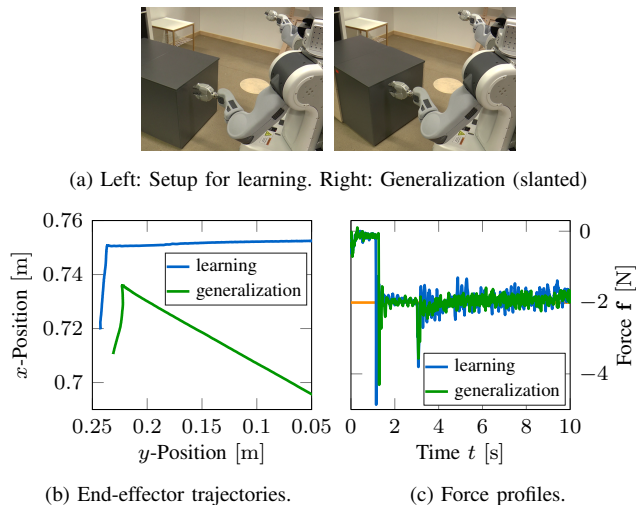 (a) Left: Setup for learning. Right: Generalization (slanted)
0.76
0.74
0.72
0.7
x-Position [m]
learning
generalization
0.25 0.2 0.15 0.1 0.05
y-Position [m]
(b) End-effector trajectories.
0
−2
−4
Force f [N]
learning
generalization
0 2 4 6 8 10
Time t [s]
(c) Force profiles.